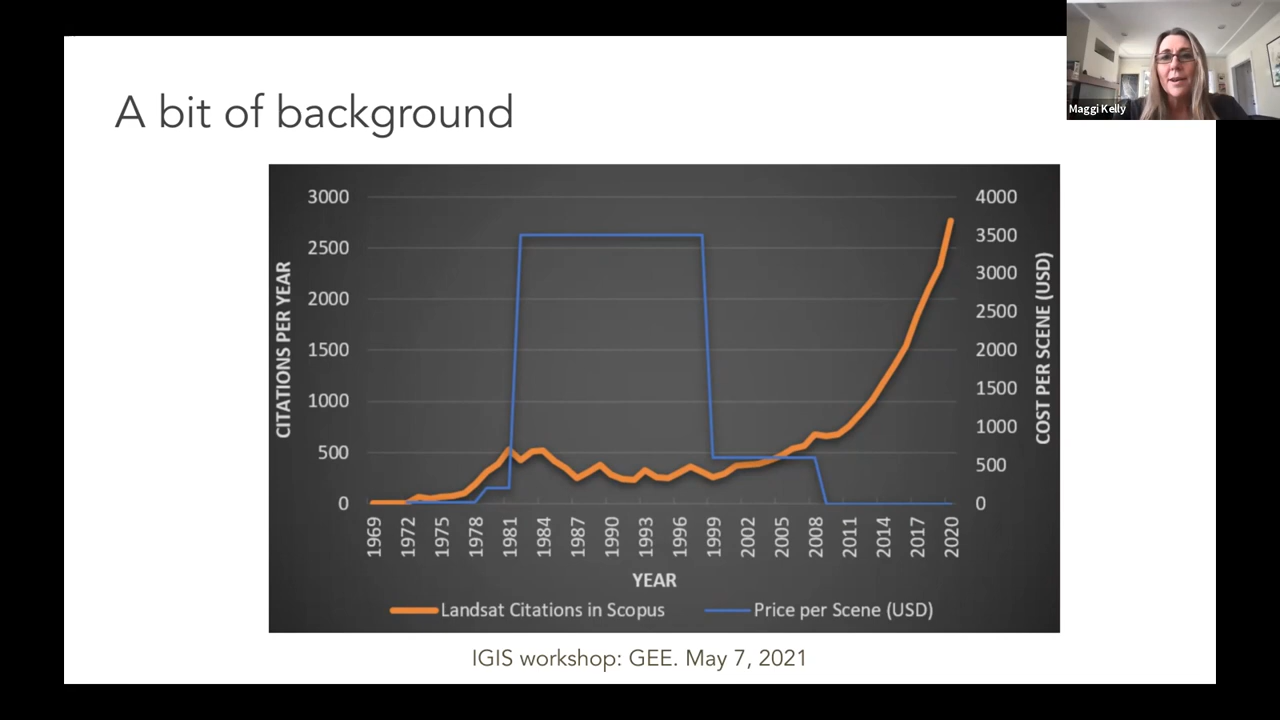 A bit of background
Maggi Kelly
3000
2500
2000
1500
1000
500
0
CITATIONS PER YEAR
4000
3500
3000
2500
2000
1500
1000
500
0
COST PER SCENE (USD)
1969 1972 1975 1978 1981 1984 1987 1990 1993 1996 1999 2002 2005 2008 2011 2014 2017 2020
YEAR
Landsat Citations in Scopus Price per Scene (USD)
IGIS workshop: GEE. May 7, 2021